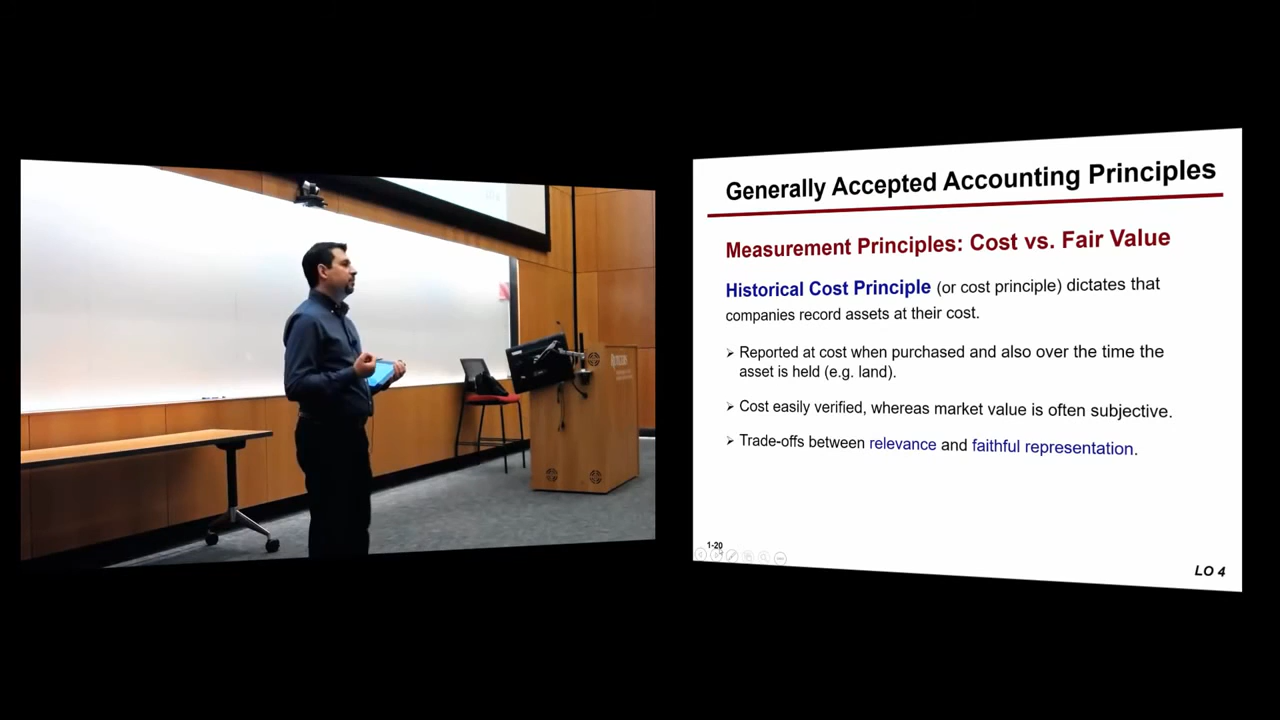 Generally Accepted Accounting Principles
Measurement Principles: Cost vs. Fair Value
Historical Cost Principle (or cost principle) dictates that
companies record assets at their cost.
➢ Reported at cost when purchased and also over the time the
asset is held (e.g. land).
➢ Cost easily verified, whereas market value is often subjective.
➢ Trade-offs between relevance and faithful representation.
1-20
LO 4